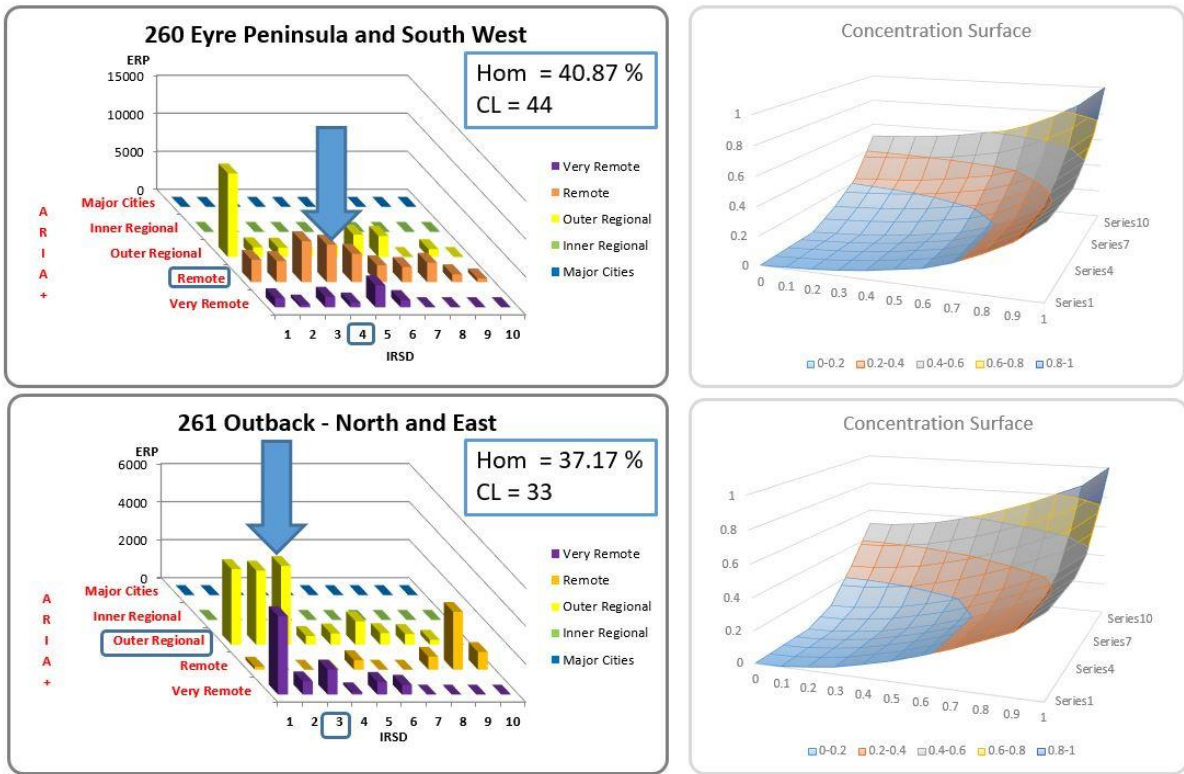 260 Eyre Peninsula and South West
ERP
Hom = 40.87 %
CL = 44
15000
10000
5000
0
Major Cities
Inner Regional
Outer Regional
Remote
Very Remote
A
R
I
A
+
1 2 3 4 5 6 7 8 9 10
IRSD
Very Remote
Remote
Outer Regional
Inner Regional
Major Cities
Concentration Surface
1
0.8
0.6
0.4
0.2
0
0 0.1 0.2 0.3 0.4 0.5 0.6 0.7 0.8 0.9 1
Series10
Series7
Series4
Series1
0-0.2 0.2-0.4 0.4-0.6 0.6-0.8 0.8-1
261 Outback - North and East
ERP
Hom = 37.17 %
CL = 33
6000
4000
2000
0
Major Cities
Inner Regional
Outer Regional
Remote
Very Remote
A
R
I
A
+
1 2 3 4 5 6 7 8 9 10
IRSD
Very Remote
Remote
Outer Regional
Inner Regional
Major Cities
Concentration Surface
1
0.8
0.6
0.4
0.2
0
0 0.1 0.2 0.3 0.4 0.5 0.6 0.7 0.8 0.9 1
Series10
Series7
Series4
Series1
0-0.2 0.2-0.4 0.4-0.6 0.6-0.8 0.8-1